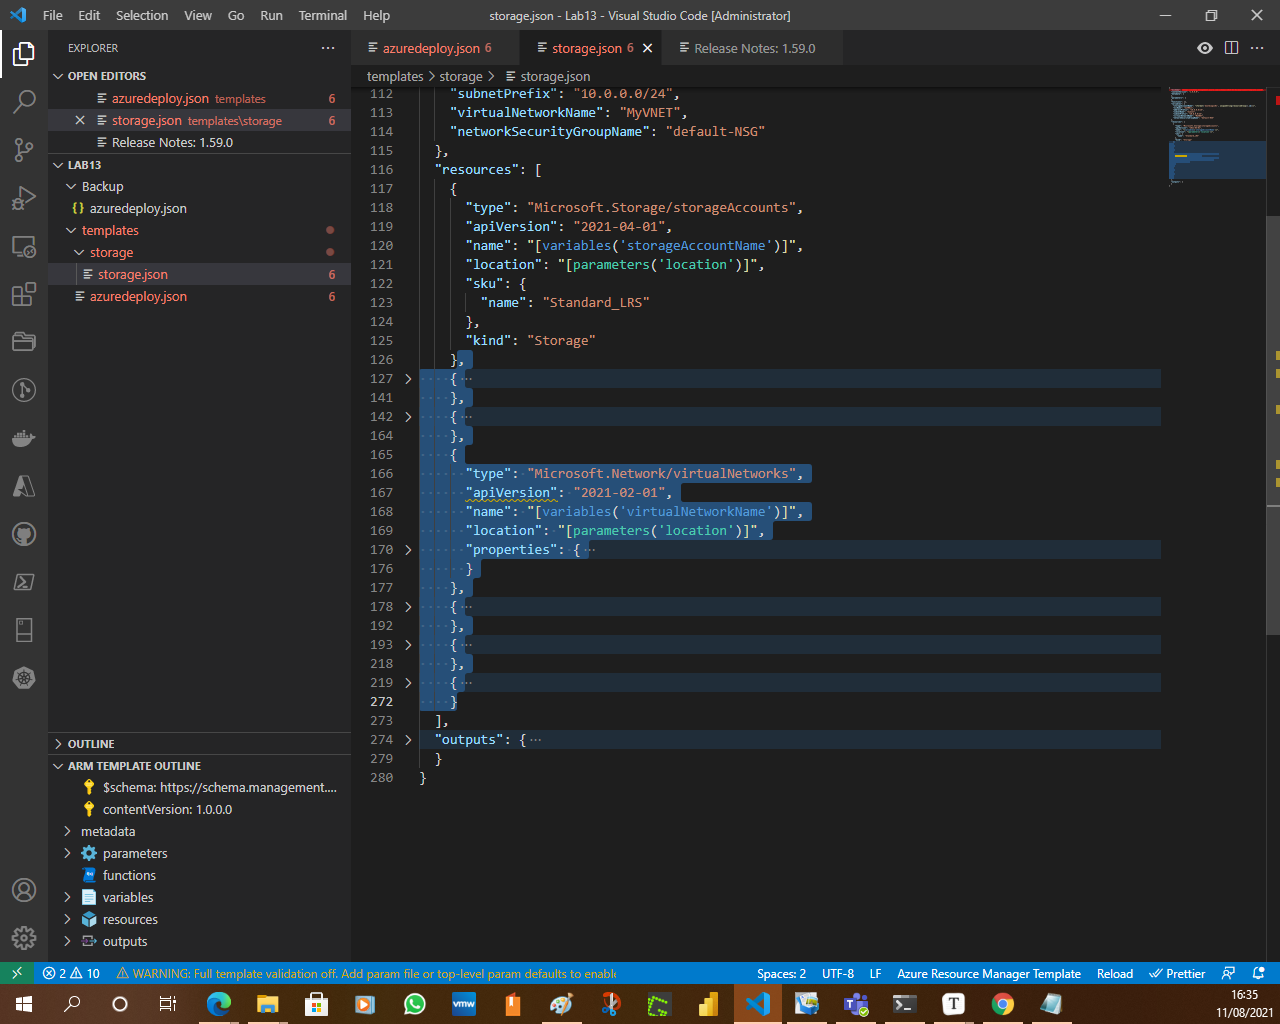 File Edit Selection View Go Run Terminal Help storage.json - Lab13 - Visual Studio Code [Administrator]
EXPLORER
OPEN EDITORS
azuredeploy.json templates 6
storage.json templates\storage 6
Release Notes: 1.59.0
LAB13
Backup
{} azuredeploy.json
templates
storage
storage.json 6
azuredeploy.json 6
OUTLINE
ARM TEMPLATE OUTLINE
$schema: https://schema.management....
contentVersion: 1.0.0.0
metadata
parameters
functions
variables
resources
outputs
azuredeploy.json 6 storage.json 6 Release Notes: 1.59.0
templates > storage > storage.json
112 "subnetPrefix": "10.0.0.0/24",
113 "virtualNetworkName": "MyVNET",
114 "networkSecurityGroupName": "default-NSG"
115 },
116 "resources": [
117 {
118 "type": "Microsoft.Storage/storageAccounts",
119 "apiVersion": "2021-04-01",
120 "name": "[variables('storageAccountName')]",
121 "location": "[parameters('location')]",
122 "sku": {
123 "name": "Standard_LRS"
124 },
125 "kind": "Storage"
126 },
127 { ...
141 },
142 { ...
164 },
165 {
166 "type": "Microsoft.Network/virtualNetworks",
167 "apiVersion": "2021-02-01",
168 "name": "[variables('virtualNetworkName')]",
169 "location": "[parameters('location')]",
170 "properties": { ...
176 }
177 },
178 { ...
192 },
193 { ...
218 },
219 { ...
272 }
273 ],
274 "outputs": { ...
279 }
280 }
2 10 WARNING: Full template validation off. Add param file or top-level param defaults to enable Spaces: 2 UTF-8 LF Azure Resource Manager Template Reload Prettier
vmw T
16:35
11/08/2021